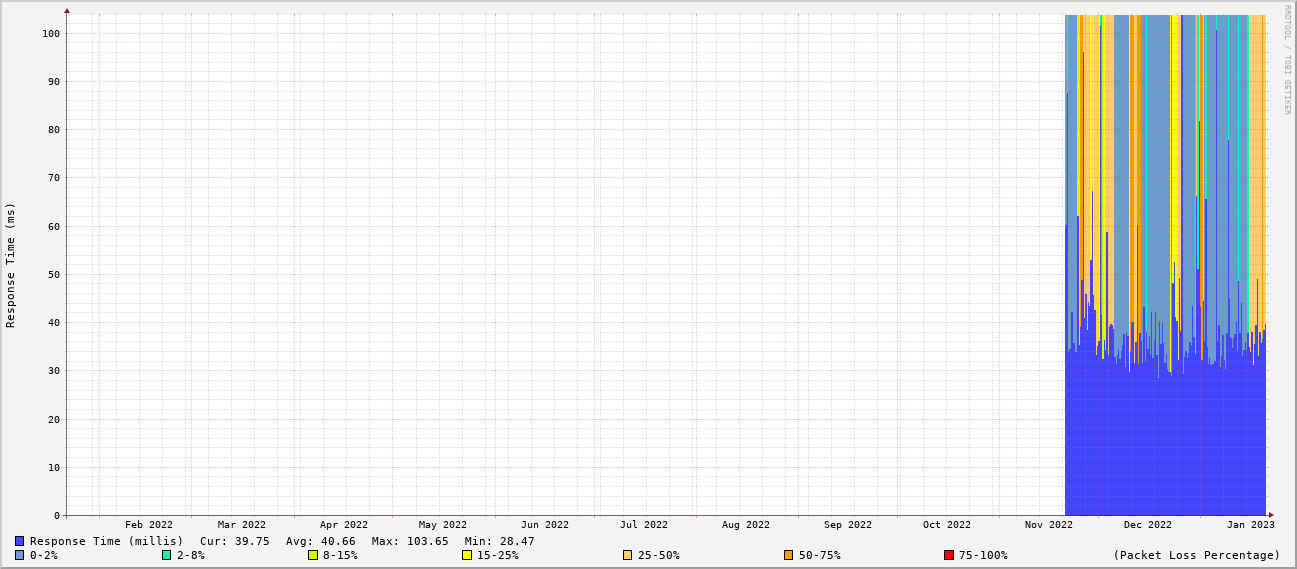 RRDTOOL / TOBI OETIKER
Response Time (ms)
100
90
80
70
60
50
40
30
20
10
0
Feb 2022 Mar 2022 Apr 2022 May 2022 Jun 2022 Jul 2022 Aug 2022 Sep 2022 Oct 2022 Nov 2022 Dec 2022 Jan 2023
Response Time (millis) Cur: 39.75 Avg: 40.66 Max: 103.65 Min: 28.47
0-2% 2-8% 8-15% 15-25% 25-50% 50-75% 75-100% (Packet Loss Percentage)